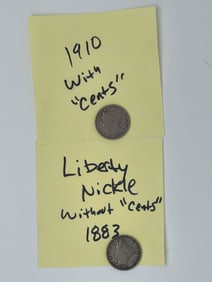 1910
With
"Cents"
Liberty
Nickle
Without "Cents"
1883